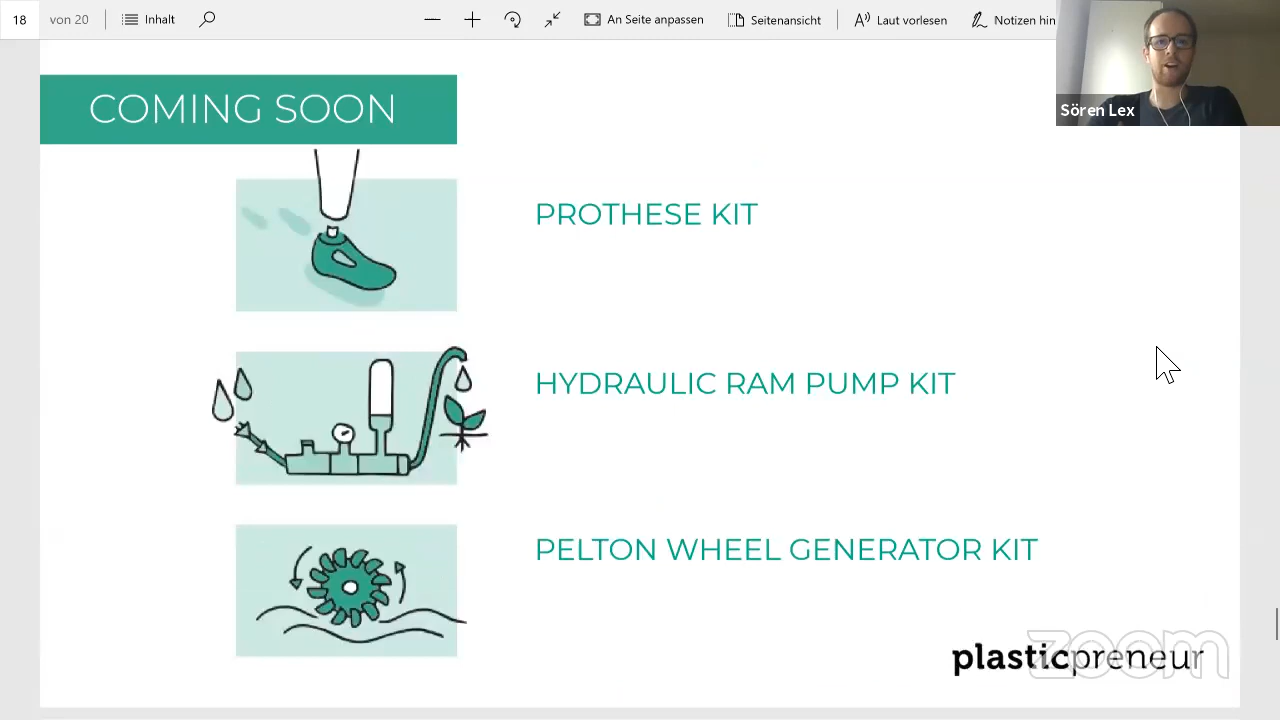 18
von 20
Inhalt
An Seite anpassen
Seitenansicht
A Laut vorlesen
Notizen hin
Sören Lex
COMING SOON
PROTHESE KIT
HYDRAULIC RAM PUMP KIT
PELTON WHEEL GENERATOR KIT
plasticpreneur
zoom